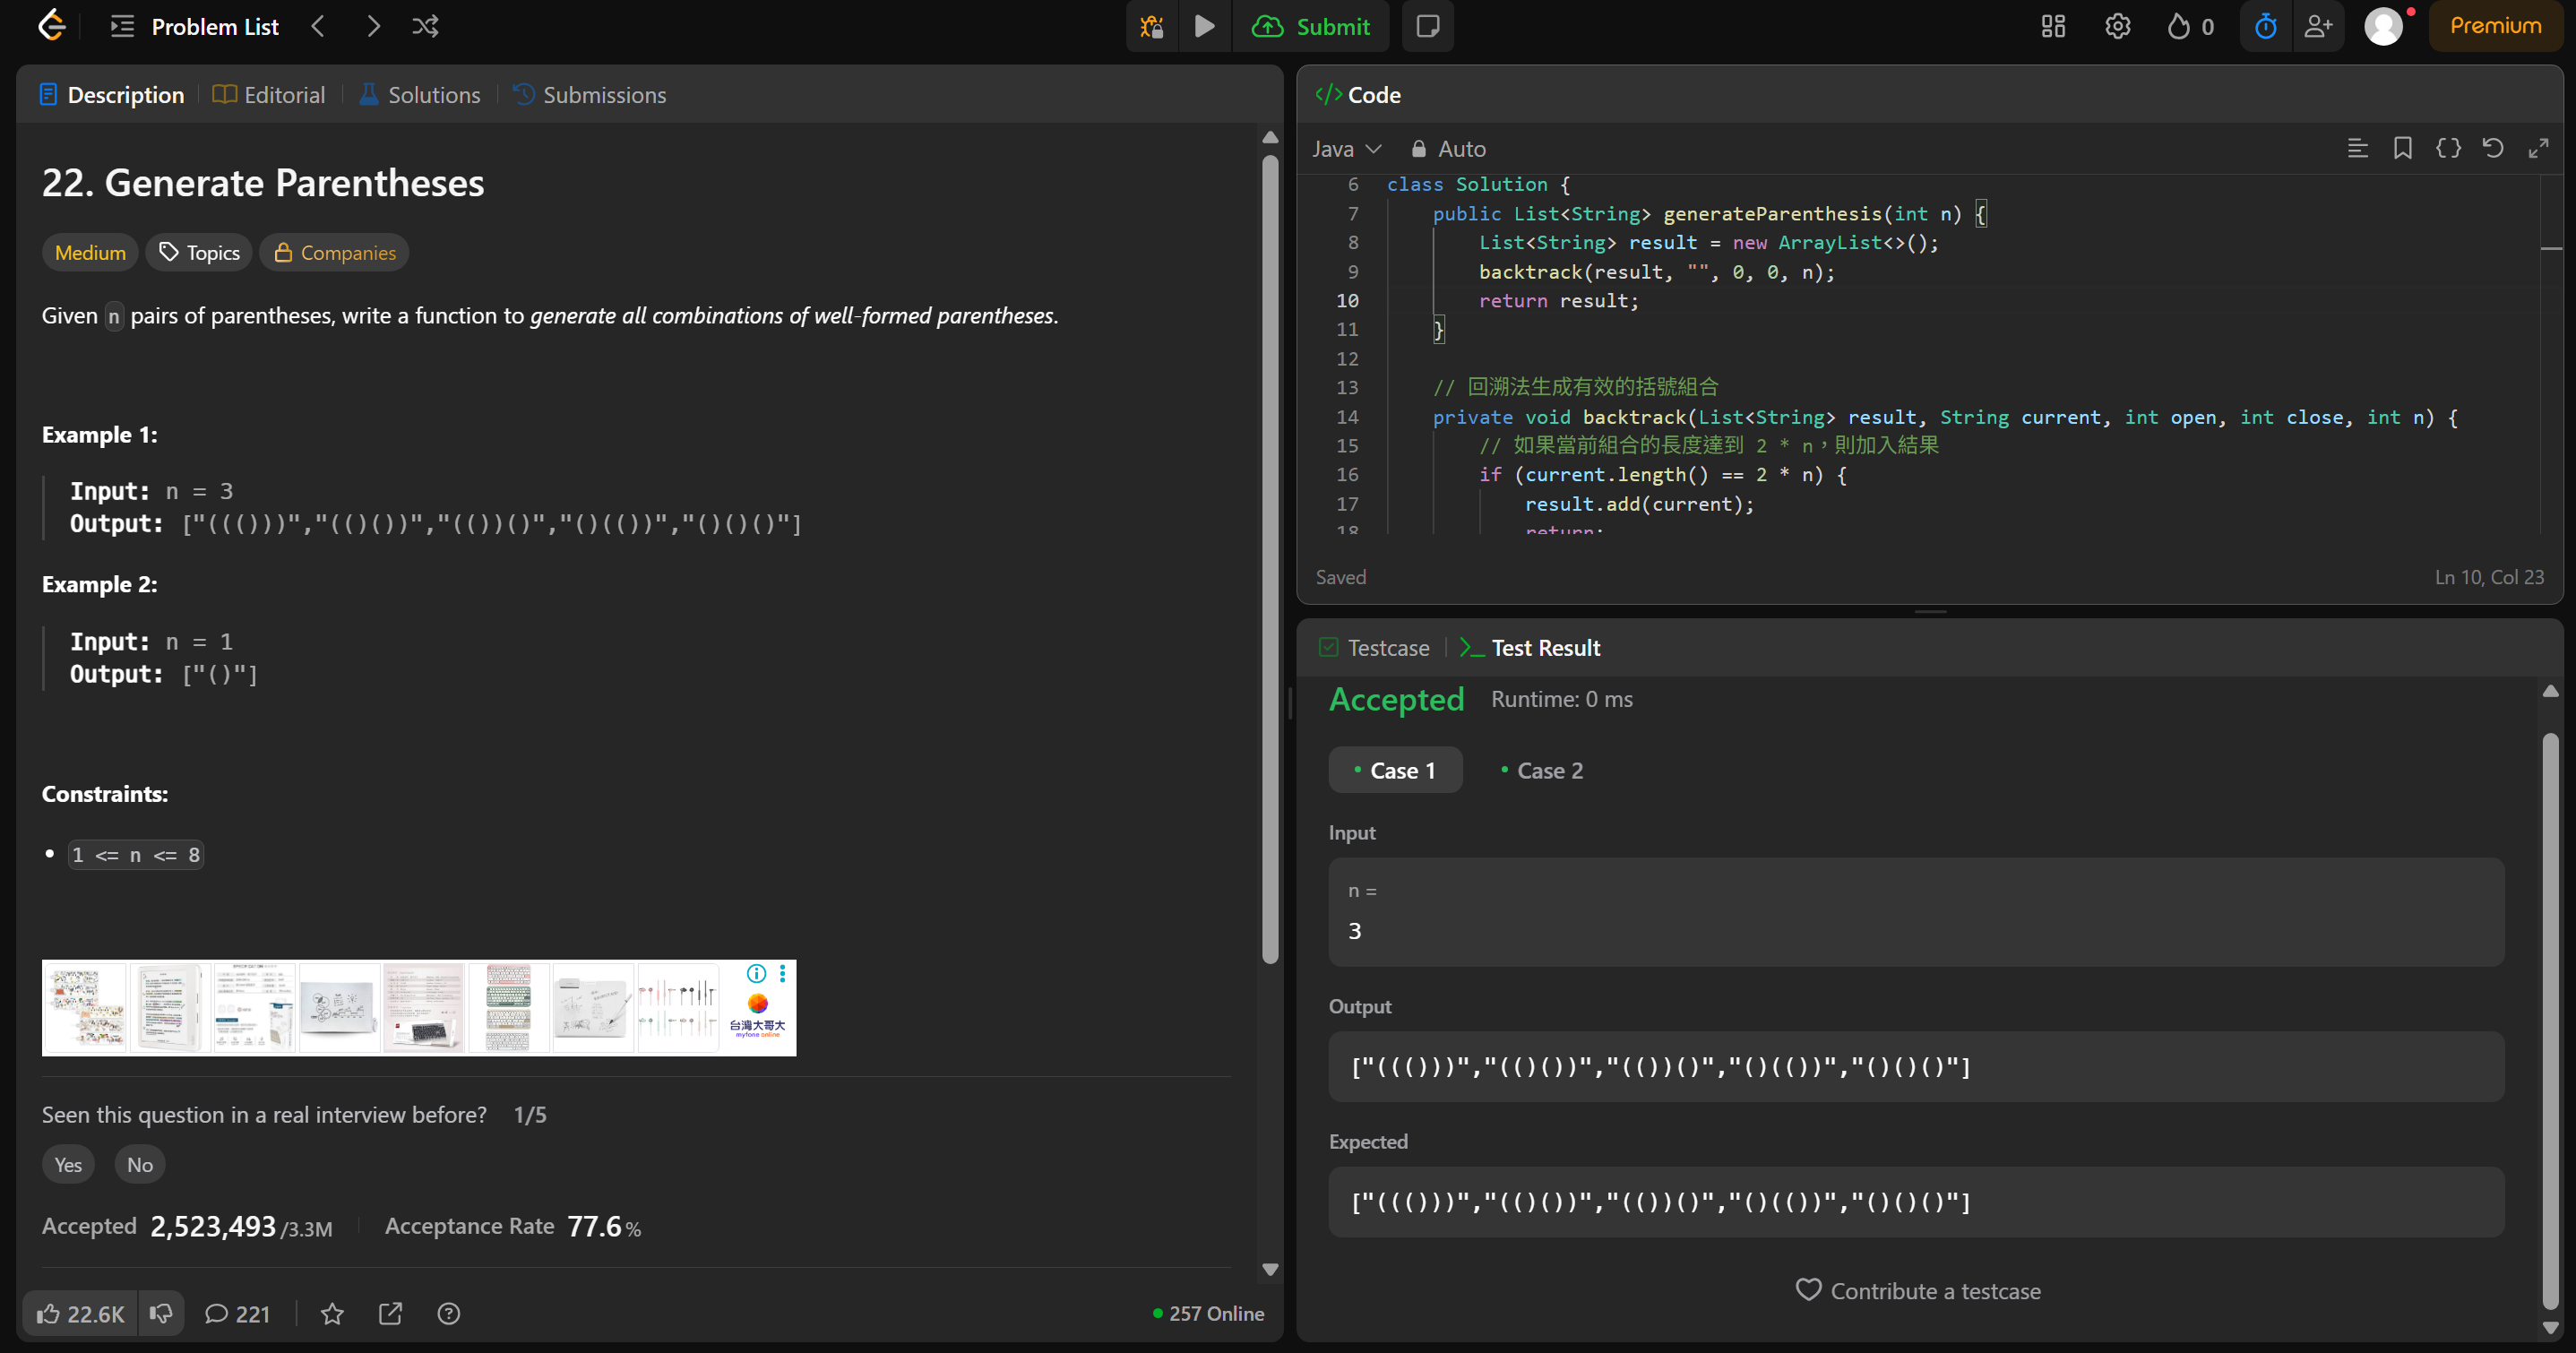 Problem List
Submit
0
Premium
Description
Editorial
Solutions
Submissions
22. Generate Parentheses
Medium
Topics
Companies
Given n pairs of parentheses, write a function to generate all combinations of well-formed parentheses.
Example 1:
Input: n = 3
Output: ["((()))","(()())","(())()","()(())","()()()"]
Example 2:
Input: n = 1
Output: ["()"]
Constraints:
1 <= n <= 8
台灣大哥大
myfone online
Seen this question in a real interview before? 1/5
Yes
No
Accepted 2,523,493 /3.3M
Acceptance Rate 77.6 %
22.6K
221
257 Online
Code
Java
Auto
6 class Solution {
7 public List<String> generateParenthesis(int n) {
8 List<String> result = new ArrayList<>();
9 backtrack(result, "", 0, 0, n);
10 return result;
11 }
12
13 // 回溯法生成有效的括號組合
14 private void backtrack(List<String> result, String current, int open, int close, int n) {
15 // 如果當前組合的長度達到 2 * n，則加入結果
16 if (current.length() == 2 * n) {
17 result.add(current);
18 return;
Saved
Ln 10, Col 23
Testcase
Test Result
Accepted
Runtime: 0 ms
Case 1
Case 2
Input
n =
3
Output
["((()))","(()())","(())()","()(())","()()()"]
Expected
["((()))","(()())","(())()","()(())","()()()"]
Contribute a testcase